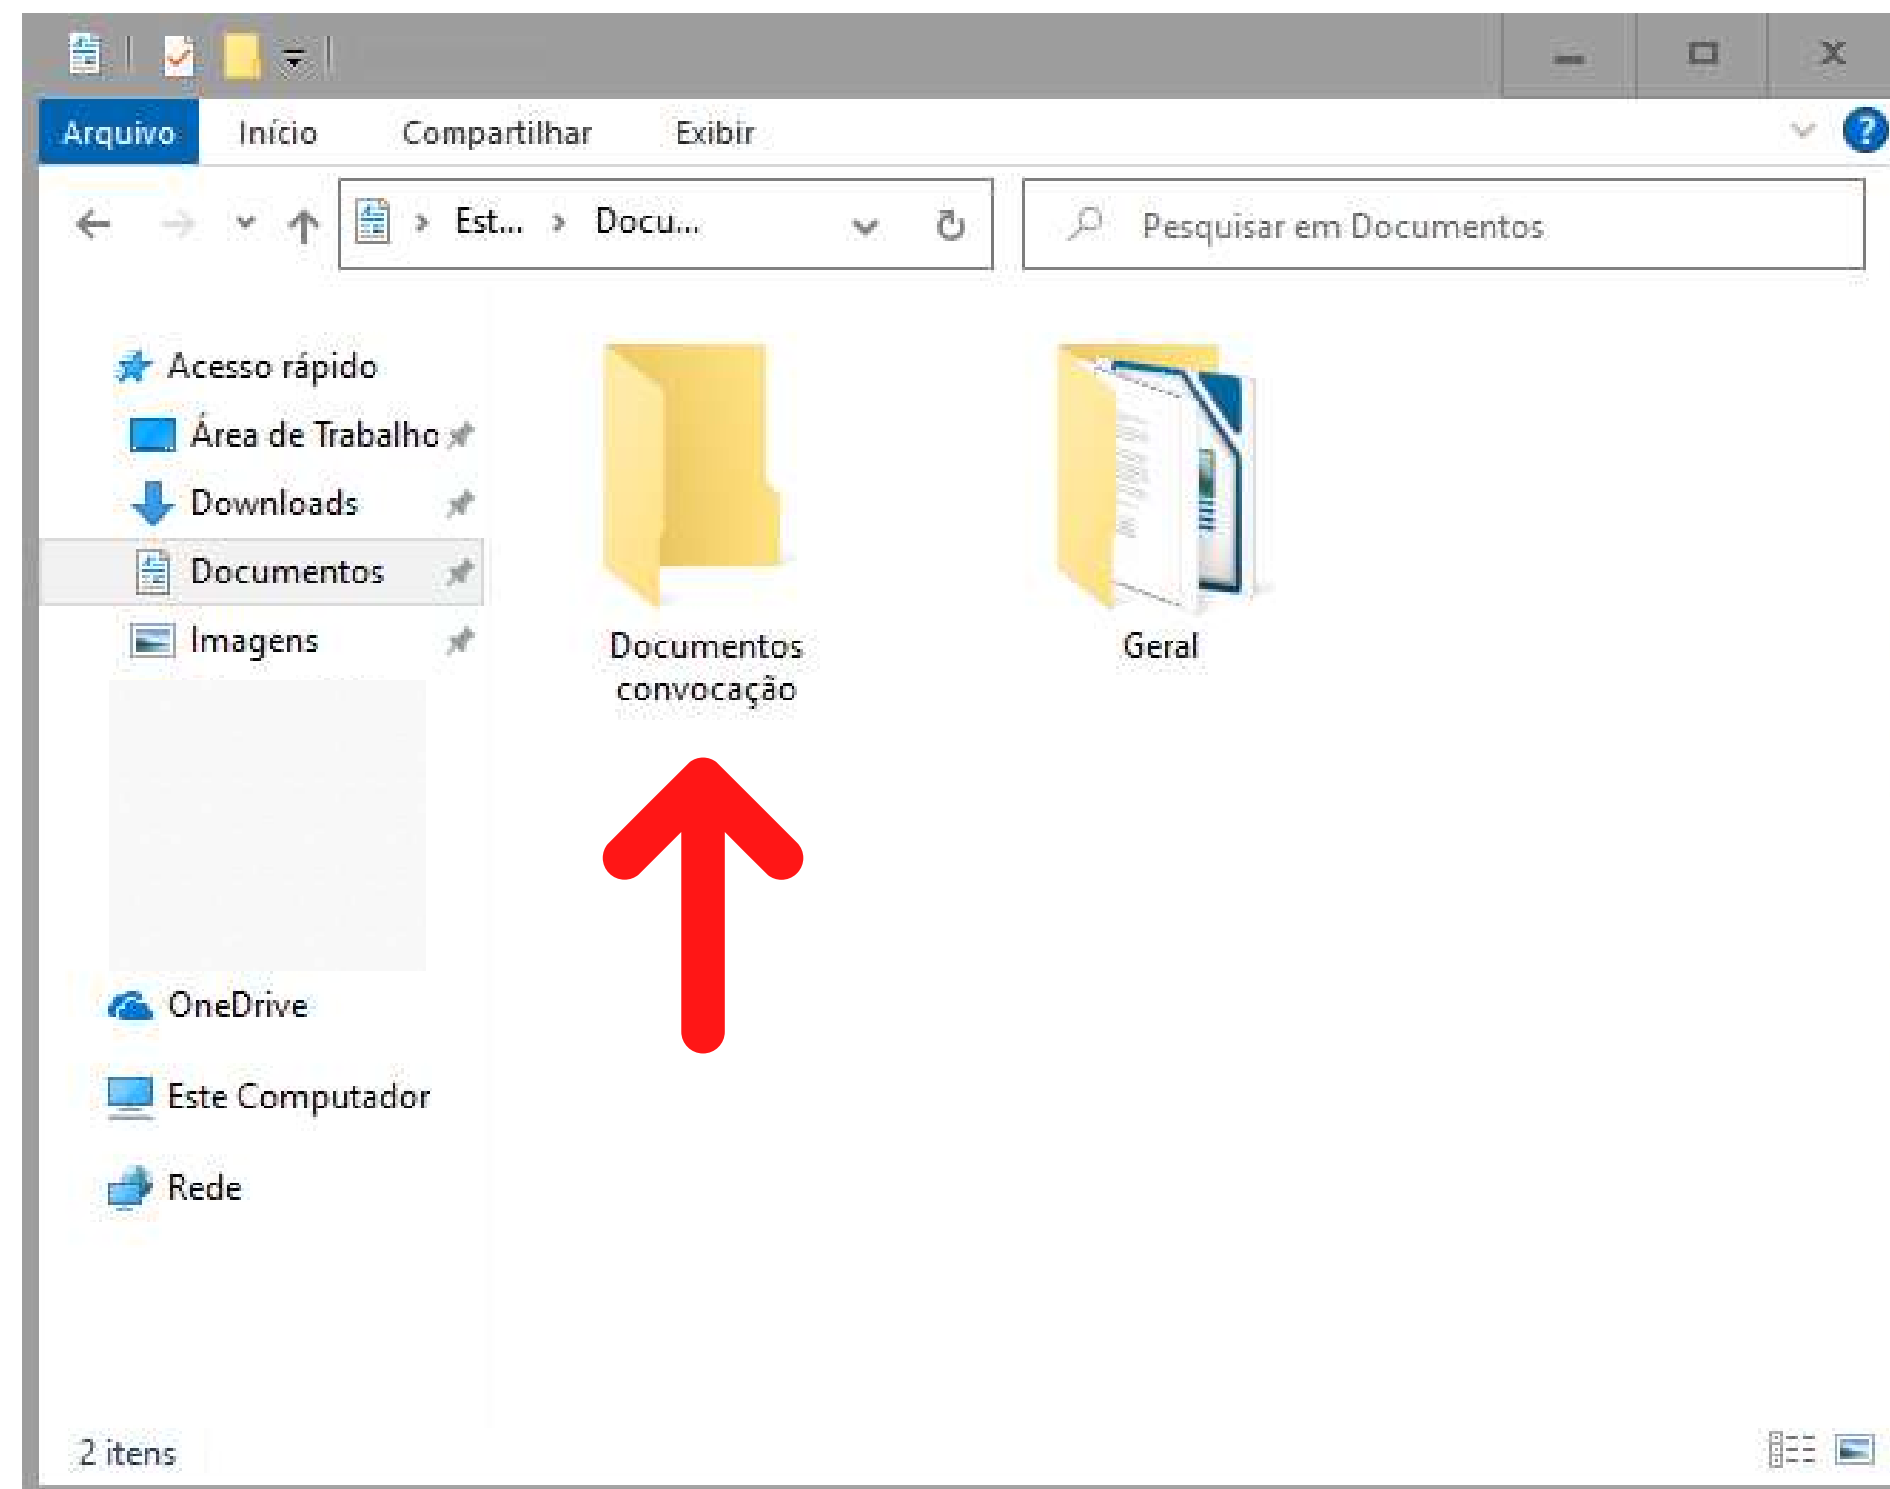 Arquivo Início Compartilhar Exibir
Est... Docu... Pesquisar em Documentos
Acesso rápido
Área de Trabalho
Downloads
Documentos
Imagens
OneDrive
Este Computador
Rede
Documentos
convocação
Geral
2 itens